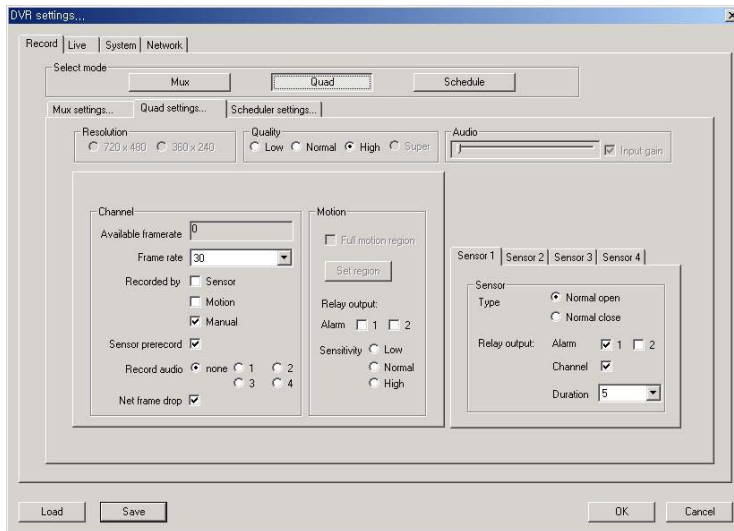 DVR settings...
Record Live System Network
Select mode
Mux Quad Schedule
Mux settings... Quad settings... Scheduler settings...
Resolution Quality Audio
720 x 480 360 x 240 Low Normal High Super Input gain
Channel Motion
Available framerate 0
Full motion region
Frame rate 30
Sensor 1 Sensor 2 Sensor 3 Sensor 4
Set region
Recorded by Sensor
Sensor
Type Normal open
Motion
Relay output:
Normal close
Manual
Alarm 1 2
Sensor prerecord
Relay output: Alarm 1 2
Sensitivity Low
Record audio none 1 2
Channel
Normal
3 4
High
Duration 5
Net frame drop
Load Save OK Cancel